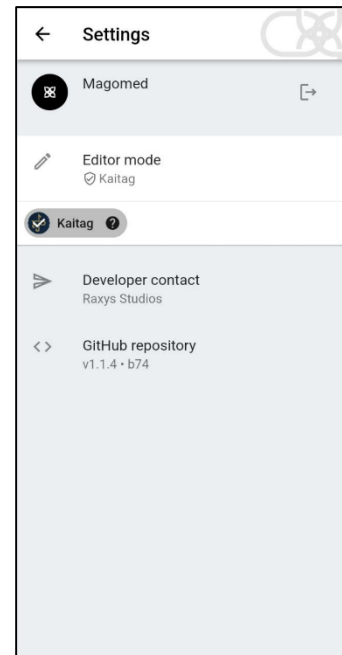 Settings
Magomed
Editor mode
Kaitag
Kaitag
Developer contact
Raxys Studios
GitHub repository
v1.1.4 • b74